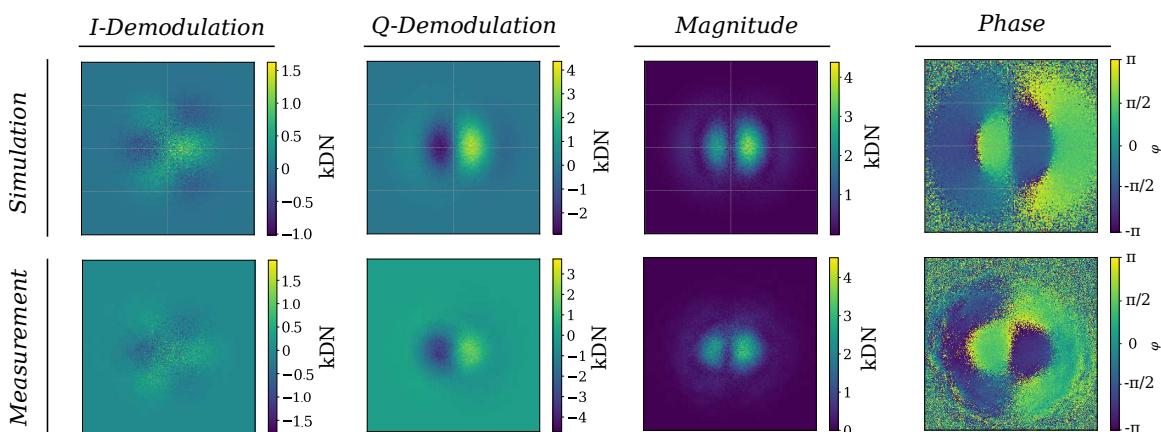 I-Demodulation
Q-Demodulation
Magnitude
Phase
Simulation
1.5
1.0
0.5
0
−0.5
−1.0
kDN
4
3
2
1
0
−1
−2
kDN
4
3
2
1
kDN
π
π/2
0
-π/2
-π
φ
Measurement
1.5
1.0
0.5
0
−0.5
−1.0
−1.5
kDN
3
2
1
0
−1
−2
−3
−4
kDN
4
3
2
1
0
kDN
π
π/2
0
-π/2
-π
φ